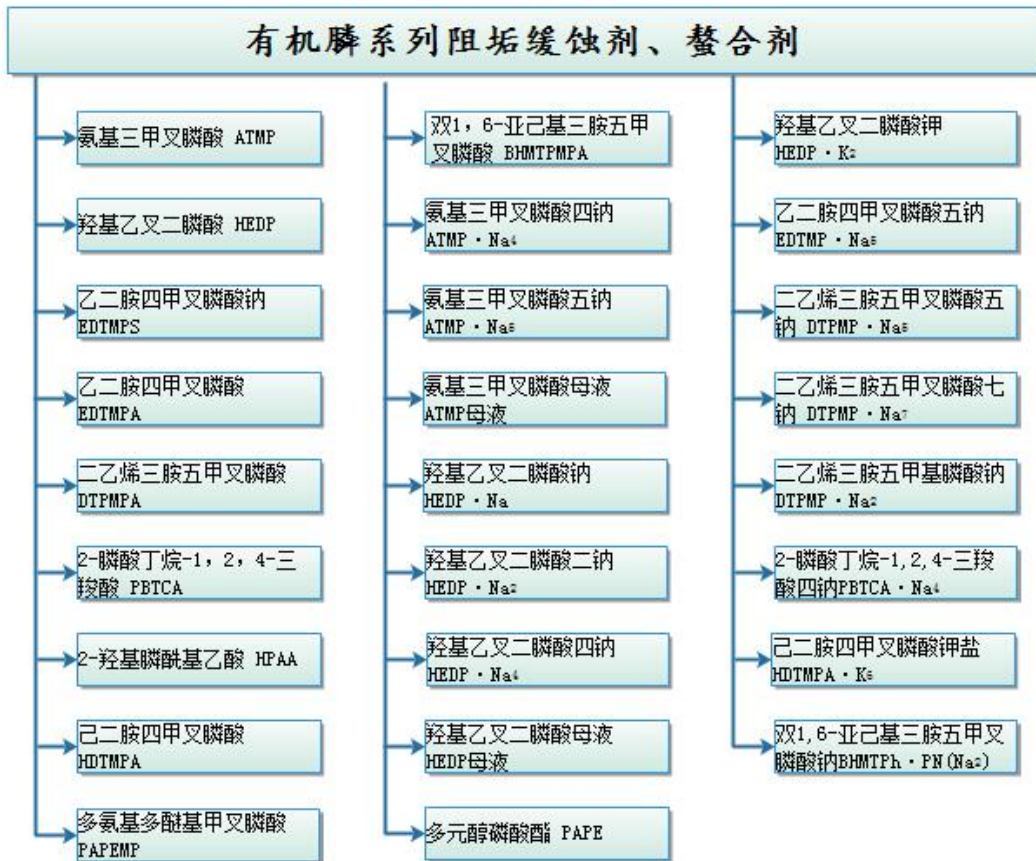 有机膦系列阻垢缓蚀剂、螯合剂
氨基三甲叉膦酸 ATMP
羟基乙叉二膦酸 HEDP
乙二胺四甲叉膦酸钠
EDTMPS
乙二胺四甲叉膦酸
EDTMPA
二乙烯三胺五甲叉膦酸
DTPMPA
2-膦酸丁烷-1，2，4-三
羧酸 PBTCA
2-羟基膦酰基乙酸 HPAA
己二胺四甲叉膦酸
HDTMPA
多氨基多醚基甲叉膦酸
PAPEMP
双1，6-亚己基三胺五甲
叉膦酸 BHMTPMPA
氨基三甲叉膦酸四钠
ATMP·Na4
氨基三甲叉膦酸五钠
ATMP·Na5
氨基三甲叉膦酸母液
ATMP母液
羟基乙叉二膦酸钠
HEDP·Na
羟基乙叉二膦酸二钠
HEDP·Na2
羟基乙叉二膦酸四钠
HEDP·Na4
羟基乙叉二膦酸母液
HEDP母液
多元醇磷酸酯 PAPE
羟基乙叉二膦酸钾
HEDP·K2
乙二胺四甲叉膦酸五钠
EDTMP·Na5
二乙烯三胺五甲叉膦酸五
钠 DTPMP·Na5
二乙烯三胺五甲叉膦酸七
钠 DTPMP·Na7
二乙烯三胺五甲基膦酸钠
DTPMP·Na2
2-膦酸丁烷-1,2,4-三羧
酸四钠PBTCA·Na4
己二胺四甲叉膦酸钾盐
HDTMPA·K6
双1,6-亚己基三胺五甲叉
膦酸钠BHMTPh·PN(Na2)